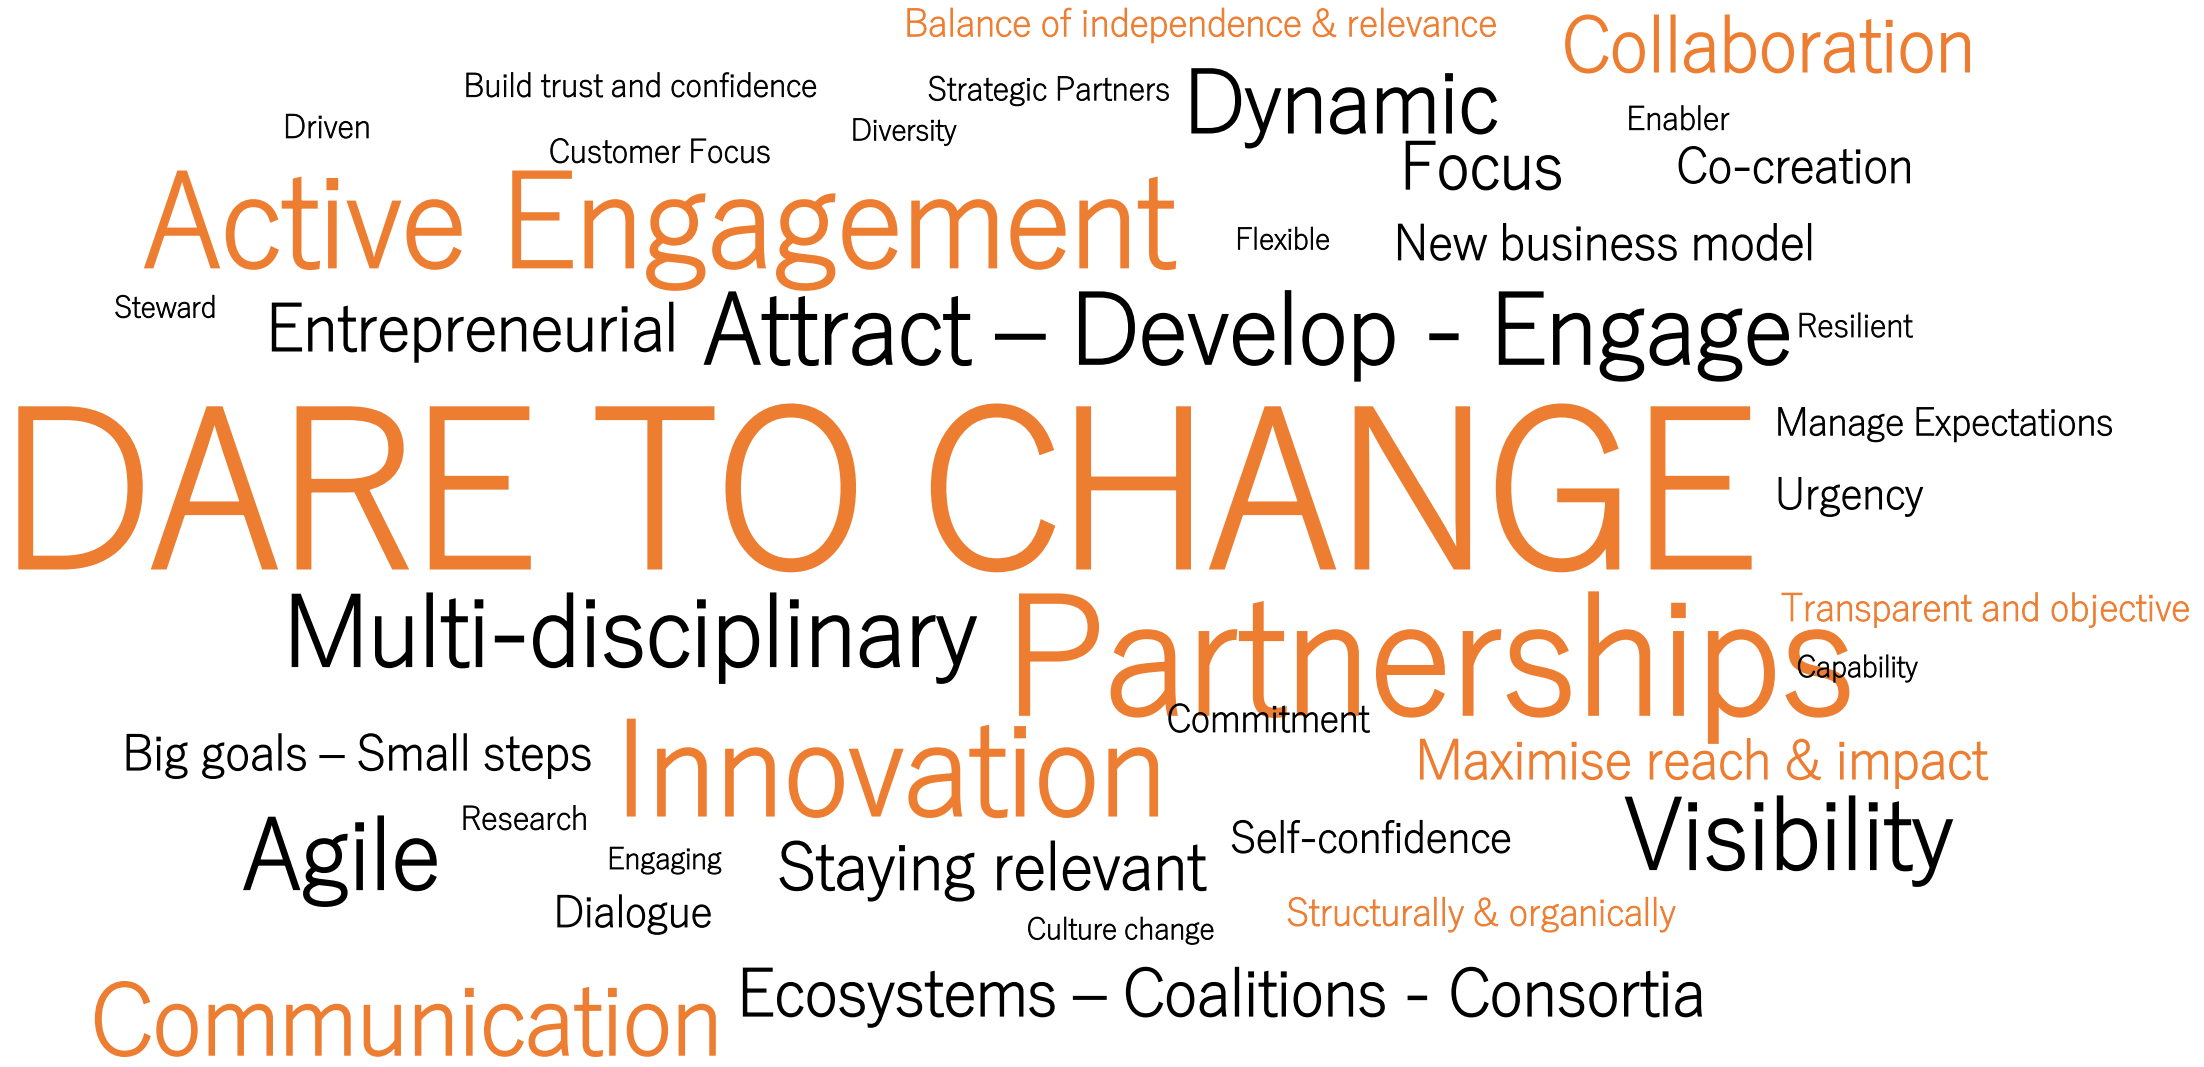 Balance of independence & relevance
Collaboration
Build trust and confidence
Strategic Partners
Dynamic
Driven
Diversity
Enabler
Customer Focus
Focus
Co-creation
Active Engagement
Flexible
New business model
Steward
Entrepreneurial
Attract – Develop - Engage
Resilient
DARE TO CHANGE
Manage Expectations
Urgency
Multi-disciplinary
Partnerships
Transparent and objective
Capability
Commitment
Big goals – Small steps
Innovation
Maximise reach & impact
Agile
Research
Engaging
Staying relevant
Self-confidence
Visibility
Dialogue
Culture change
Structurally & organically
Communication
Ecosystems – Coalitions - Consortia